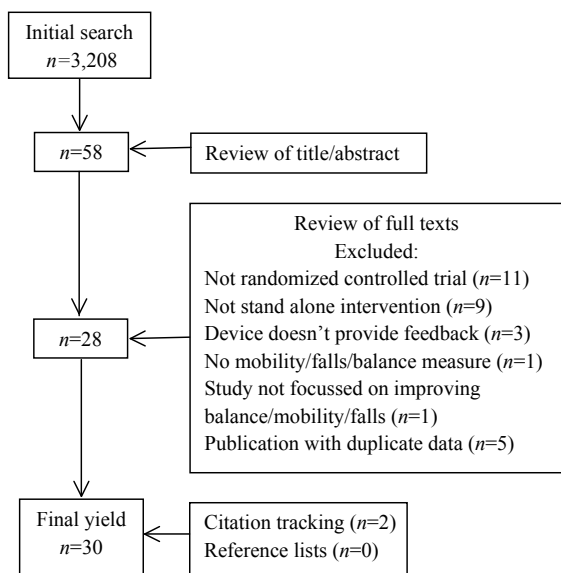 Initial search
n=3,208
n=58
Review of title/abstract
Review of full texts
Excluded:
Not randomized controlled trial (n=11)
Not stand alone intervention (n=9)
Device doesn’t provide feedback (n=3)
No mobility/falls/balance measure (n=1)
Study not focussed on improving
balance/mobility/falls (n=1)
Publication with duplicate data (n=5)
n=28
Final yield
n=30
Citation tracking (n=2)
Reference lists (n=0)